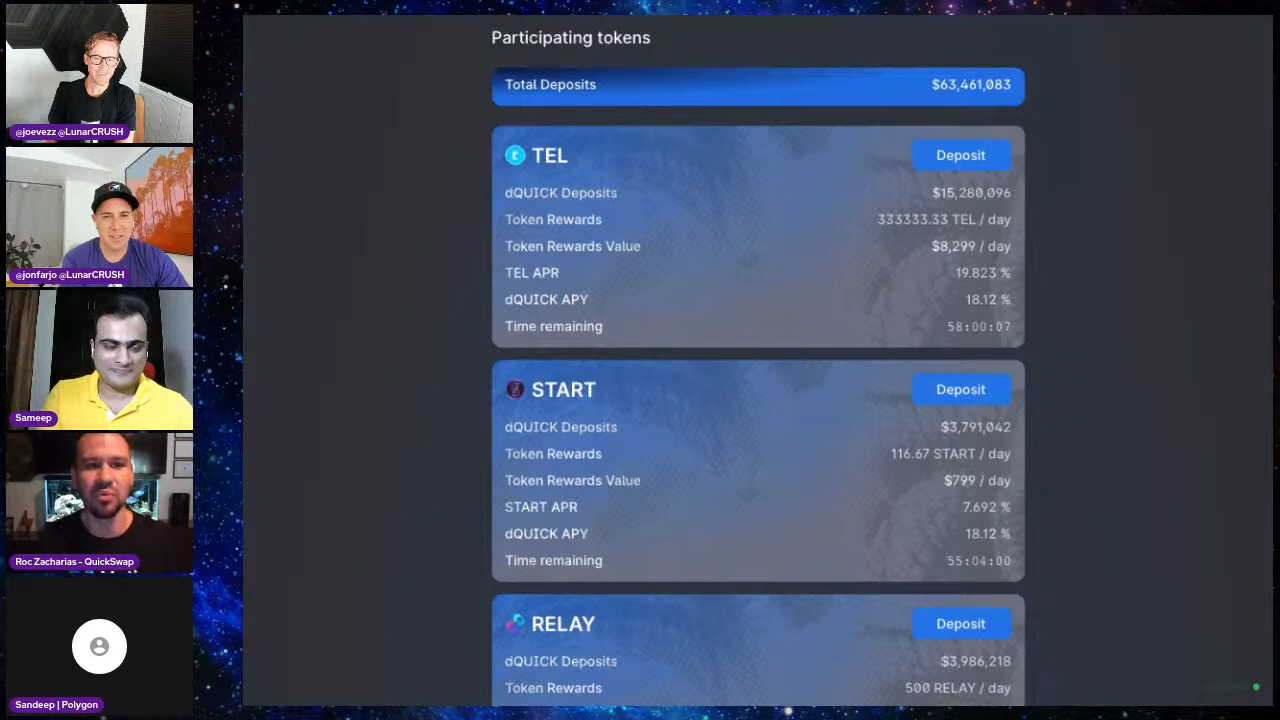 @joevezz @LunarCRUSH
@jonfarjo @LunarCRUSH
Sameep
Roc Zacharias - QuickSwap
Sandeep | Polygon
Participating tokens
Total Deposits $63,461,083
TEL Deposit
dQUICK Deposits $15,280,096
Token Rewards 333333.33 TEL / day
Token Rewards Value $8,299 / day
TEL APR 19.823 %
dQUICK APY 18.12 %
Time remaining 58:00:07
START Deposit
dQUICK Deposits $3,791,042
Token Rewards 116.67 START / day
Token Rewards Value $799 / day
START APR 7.692 %
dQUICK APY 18.12 %
Time remaining 55:04:00
RELAY Deposit
dQUICK Deposits $3,986,218
Token Rewards 500 RELAY / day